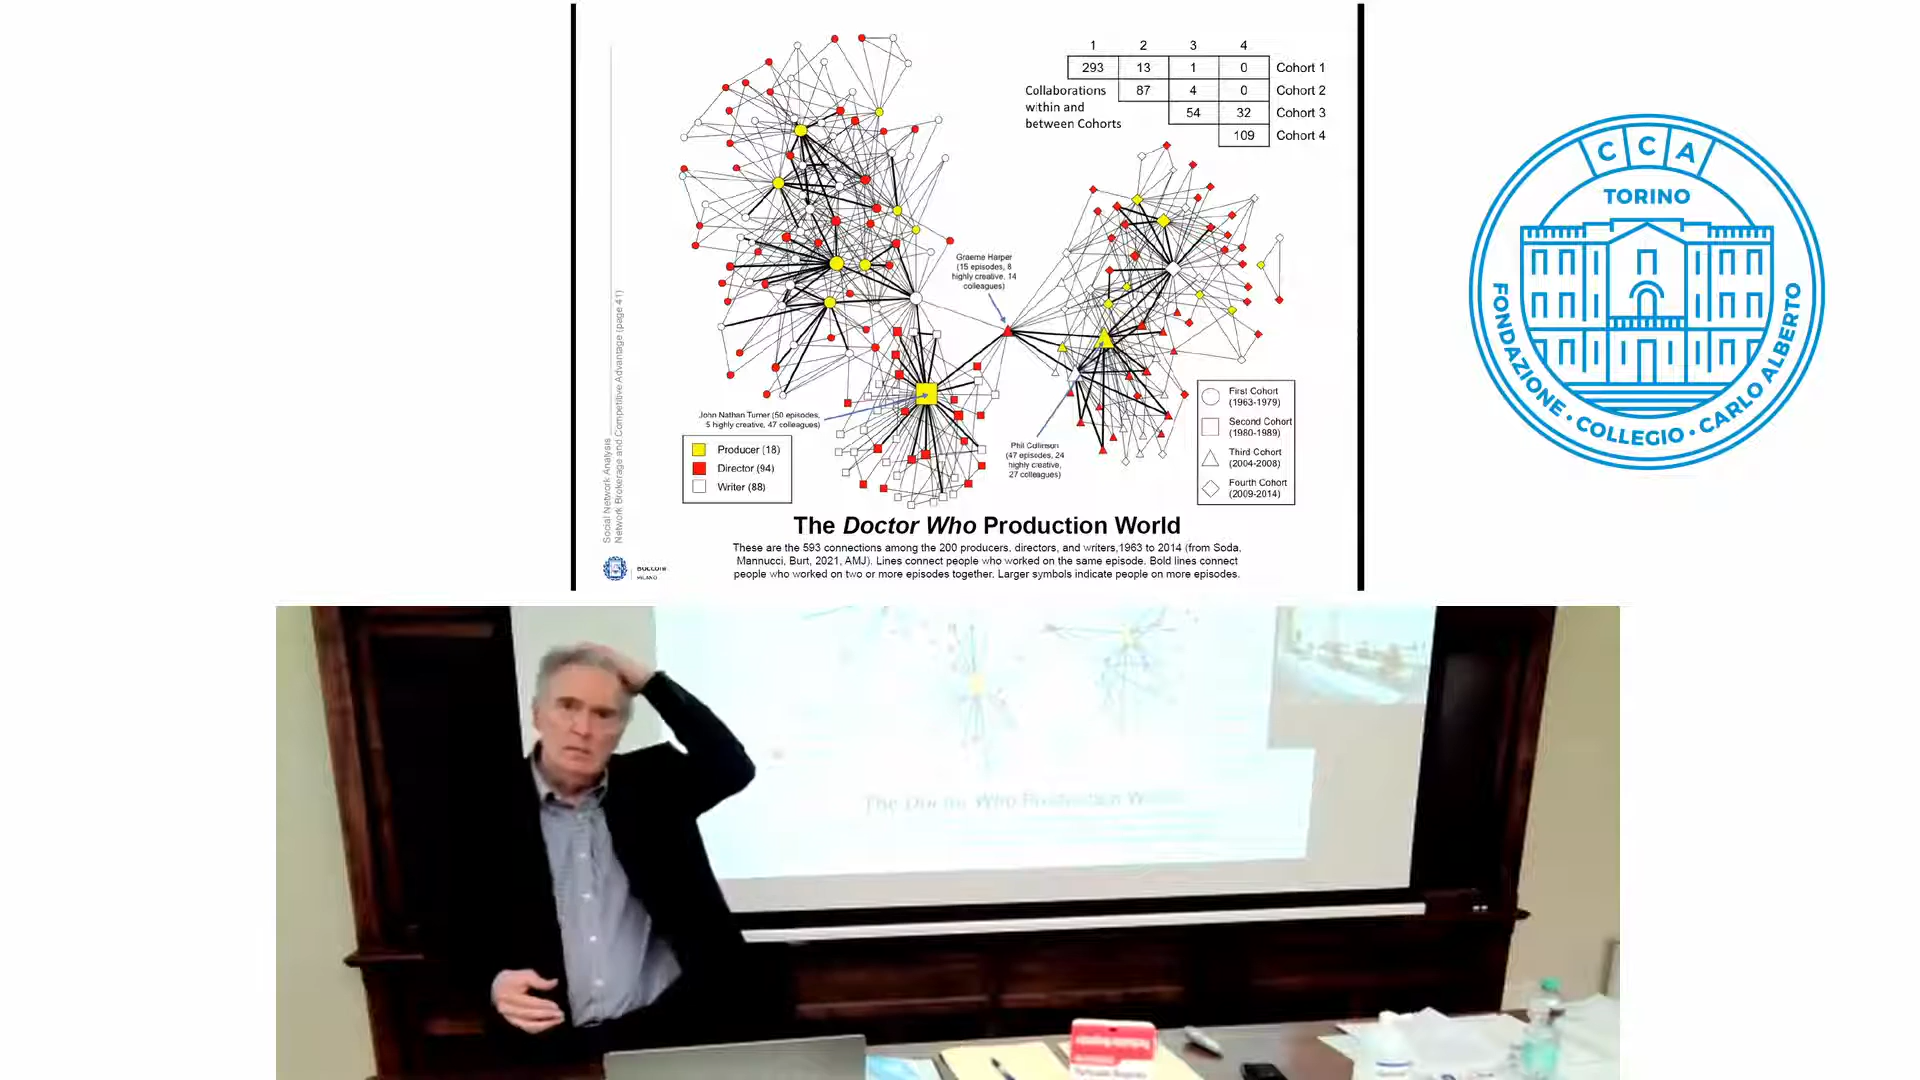 1 2 3 4
293 13 1 0 Cohort 1
87 4 0 Cohort 2
54 32 Cohort 3
109 Cohort 4
Collaborations
within and
between Cohorts
Graeme Harper
(15 episodes, 8
highly creative, 14
colleagues)
John Nathan Turner (50 episodes,
5 highly creative, 47 colleagues)
Phil Collinson
(47 episodes, 24
highly creative,
27 colleagues)
Producer (18)
Director (94)
Writer (88)
First Cohort
(1963-1979)
Second Cohort
(1980-1989)
Third Cohort
(2004-2008)
Fourth Cohort
(2009-2014)
Social Network Analysis
Network Brokerage and Competitive Advantage (page 41)
Bocconi
MILANO
The Doctor Who Production World
These are the 593 connections among the 200 producers, directors, and writers,1963 to 2014 (from Soda,
Mannucci, Burt, 2021, AMJ). Lines connect people who worked on the same episode. Bold lines connect
people who worked on two or more episodes together. Larger symbols indicate people on more episodes.
CCA
TORINO
FONDAZIONE • COLLEGIO • CARLO ALBERTO
The Doctor Who Production World